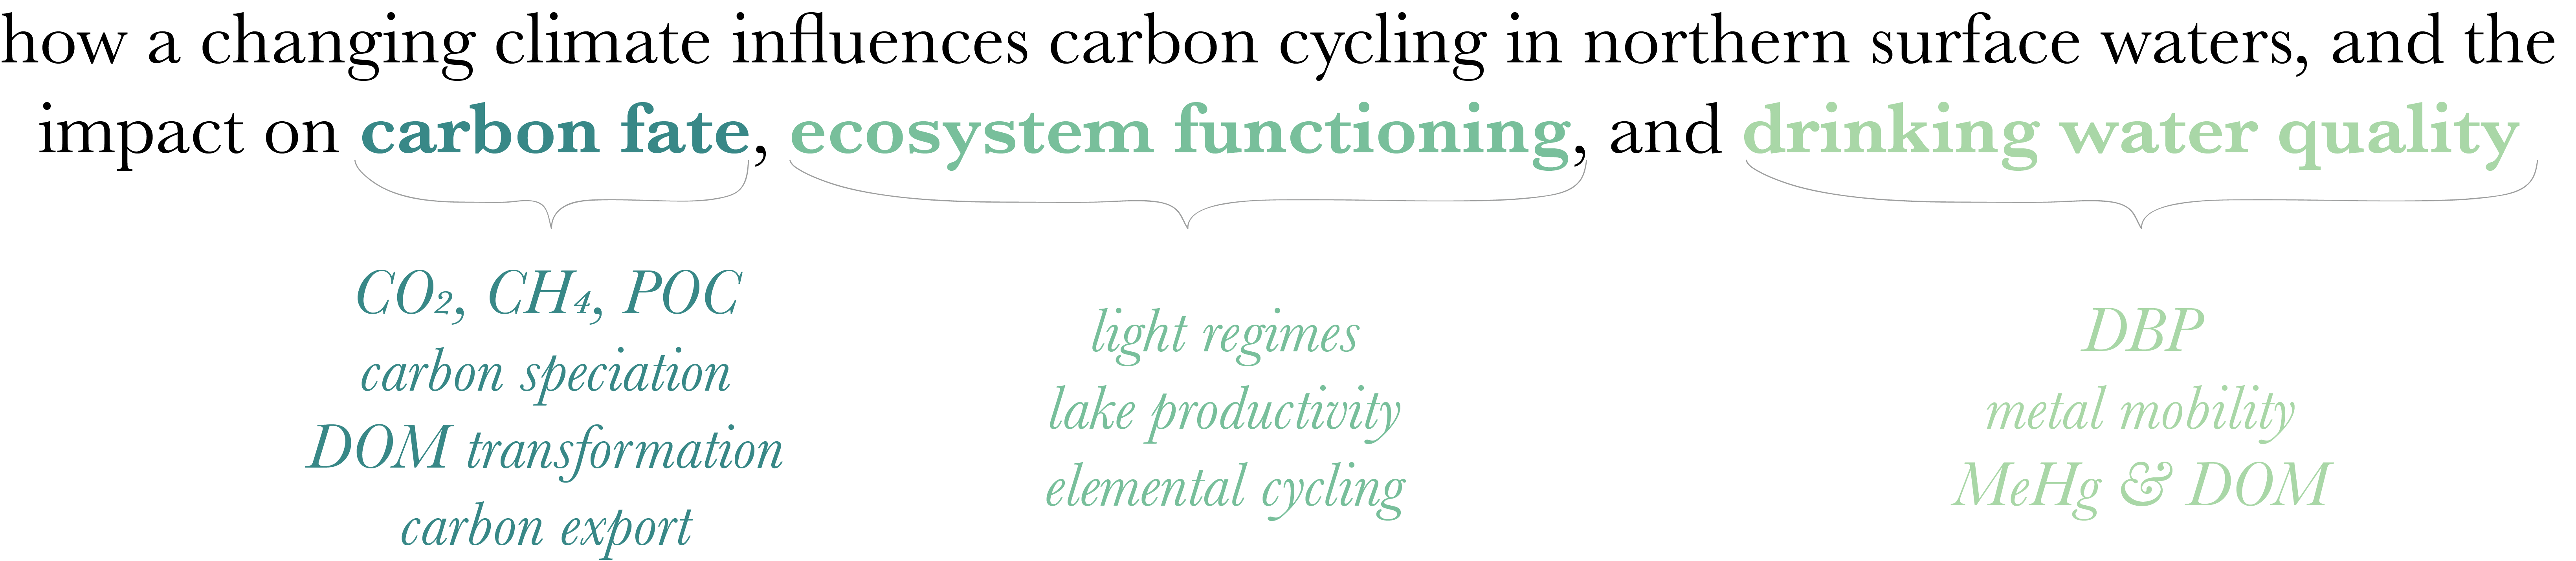 how a changing climate influences carbon cycling in northern surface waters, and the
impact on carbon fate, ecosystem functioning, and drinking water quality
CO₂, CH₄, POC
carbon speciation
DOM transformation
carbon export
light regimes
lake productivity
elemental cycling
DBP
metal mobility
MeHg & DOM